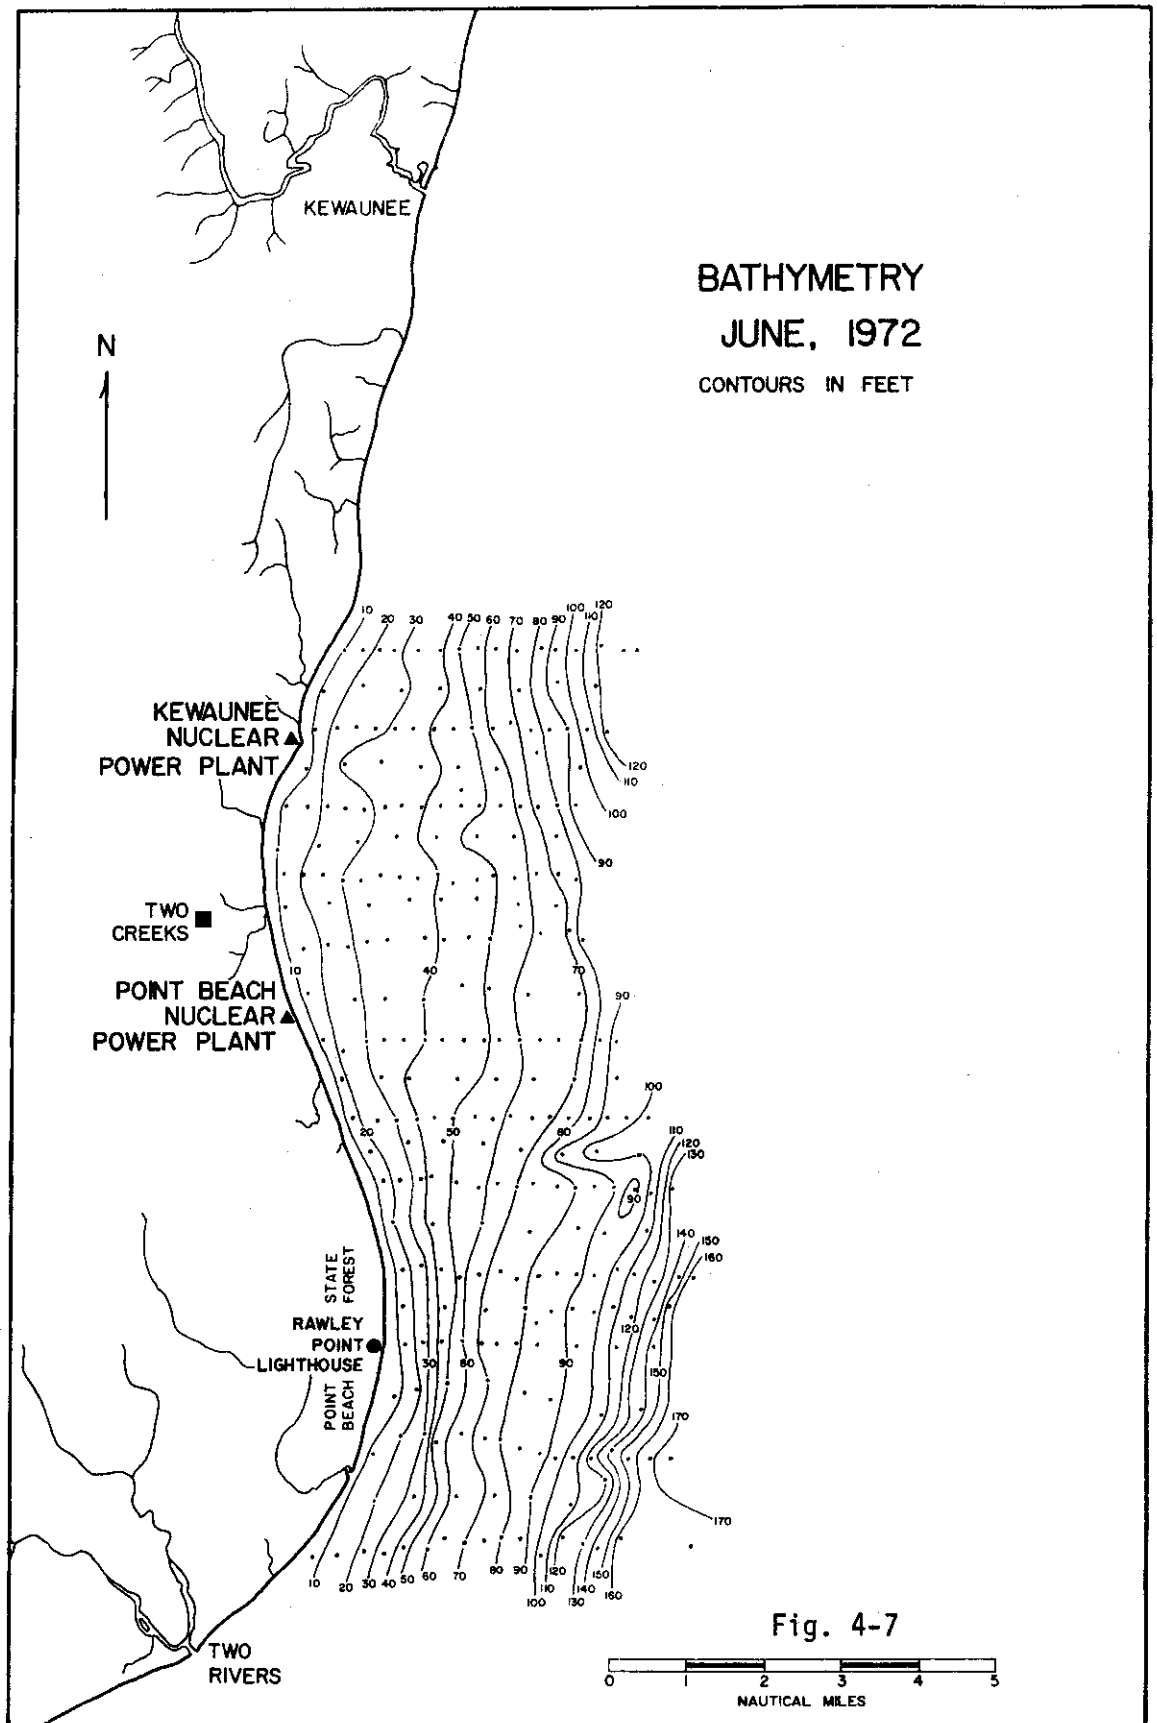 KEWAUNEE
BATHYMETRY
JUNE, 1972
CONTOURS IN FEET
N
10 20 30 40 50 60 70 80 90 100 110 120
KEWAUNEE
NUCLEAR
POWER PLANT
120
110
100
90
TWO
CREEKS
10 40 70
POINT BEACH
NUCLEAR
POWER PLANT
90
100
20 50 80
110
120
130
90
140
150
160
STATE
FOREST
RAWLEY
POINT
LIGHTHOUSE
120
30 60 90 150
POINT
BEACH
170
170
10 20 30 40 50 60 70 80 90 100 110 120 130 140 150 160
Fig. 4-7
TWO
RIVERS
0 1 2 3 4 5
NAUTICAL MILES